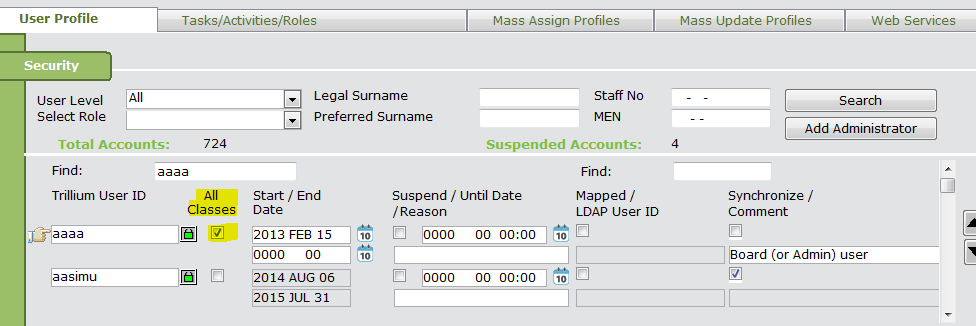 User Profile Tasks/Activities/Roles Mass Assign Profiles Mass Update Profiles Web Services
Security
User Level All Legal Surname Staff No - - Search
Select Role Preferred Surname MEN - - Add Administrator
Total Accounts: 724 Suspended Accounts: 4
Find: aaaa Find:
Trillium User ID All Start / End Suspend / Until Date Mapped / Synchronize /
Classes Date /Reason LDAP User ID Comment
aaaa 2013 FEB 15 10 0000 00 00:00 10
0000 00 10 Board (or Admin) user
aasimu 2014 AUG 06 0000 00 00:00 10
2015 JUL 31